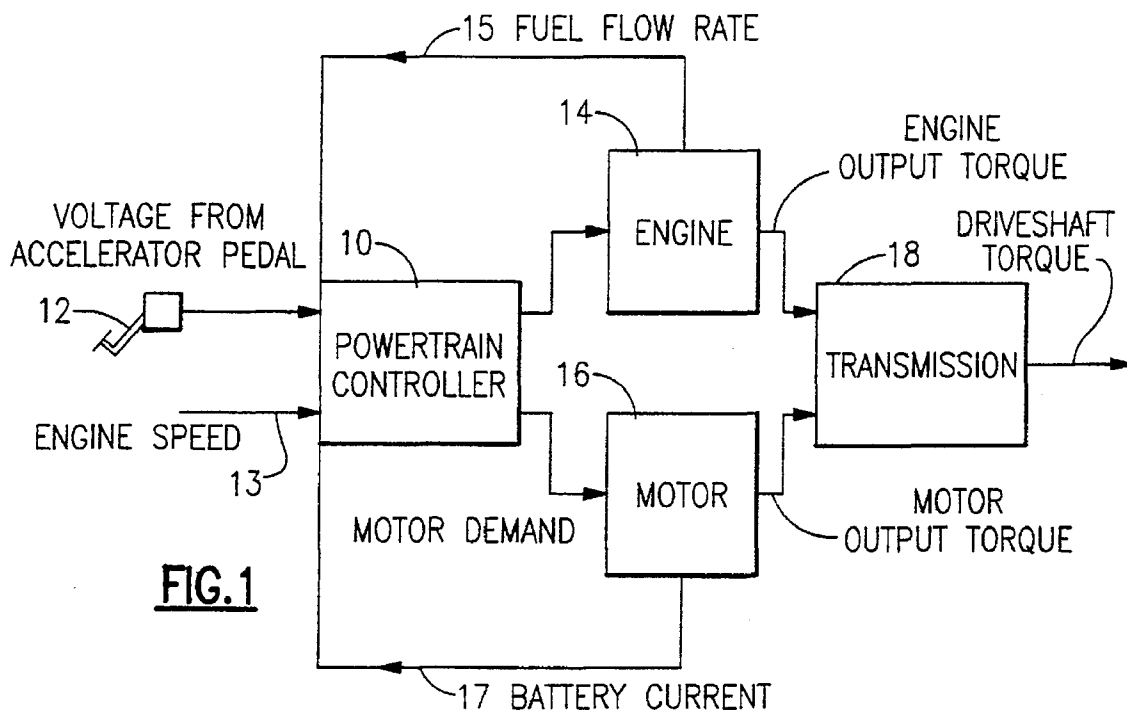 15 FUEL FLOW RATE
14
ENGINE
OUTPUT TORQUE
VOLTAGE FROM
ACCELERATOR PEDAL
10
ENGINE
DRIVESHAFT
TORQUE
18
12
POWERTRAIN
CONTROLLER
TRANSMISSION
16
ENGINE SPEED
13
MOTOR
MOTOR DEMAND
MOTOR
OUTPUT TORQUE
FIG.1
17 BATTERY CURRENT